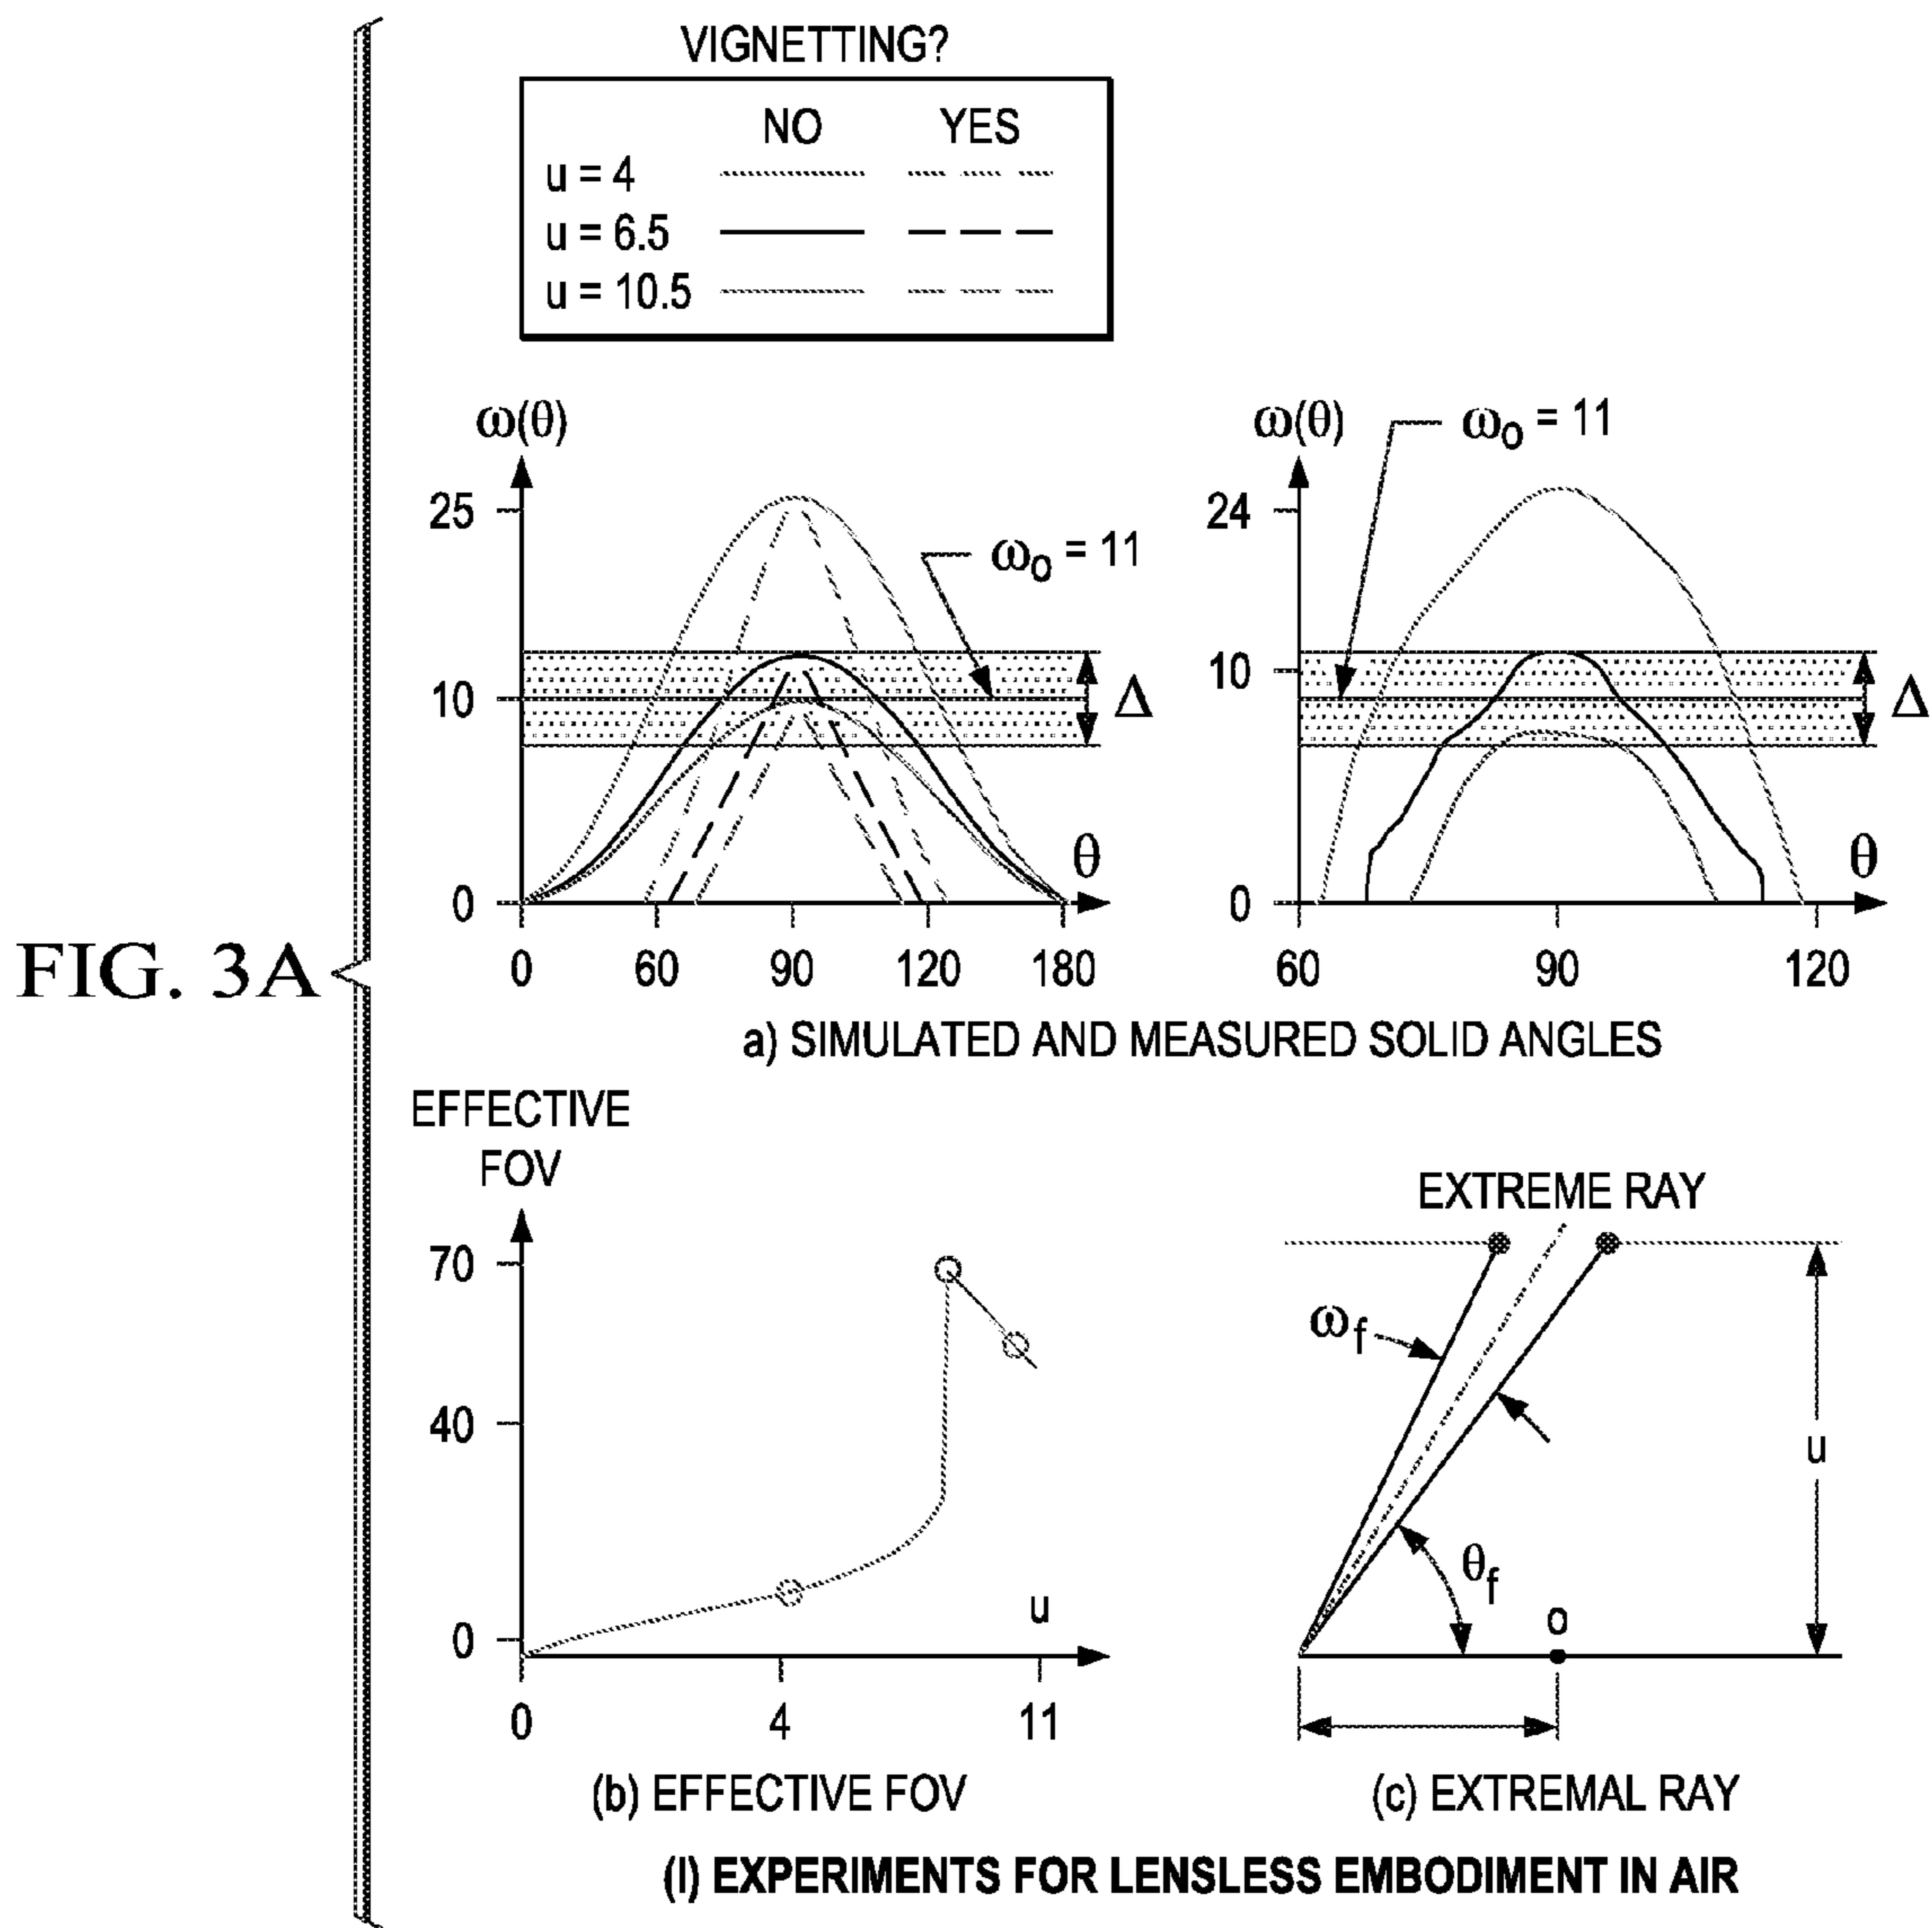 VIGNETTING?
NO YES
u = 4
u = 6.5
u = 10.5
ω(θ)
25
10
0
ω₀ = 11
Δ
θ
0 60 90 120 180
ω(θ)
24
10
0
ω₀ = 11
Δ
θ
60 90 120
FIG. 3A
a) SIMULATED AND MEASURED SOLID ANGLES
EFFECTIVE
FOV
70
40
0
u
0 4 11
(b) EFFECTIVE FOV
EXTREME RAY
ωf
θf
u
o
(c) EXTREMAL RAY
(I) EXPERIMENTS FOR LENSLESS EMBODIMENT IN AIR